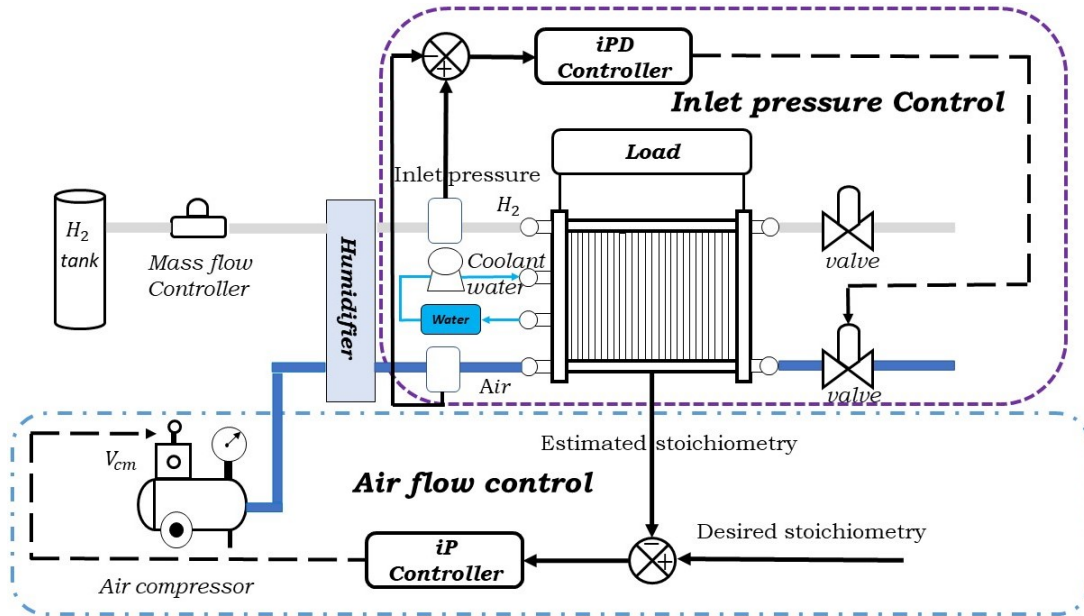 iPD
Controller
−
+
Inlet pressure Control
Load
Inlet pressure
H₂
H₂
tank
Mass flow
Controller
Humidifier
Coolant
water
Water
valve
Air
valve
Estimated stoichiometry
V_cm
Air flow control
Desired stoichiometry
−
+
iP
Controller
Air compressor